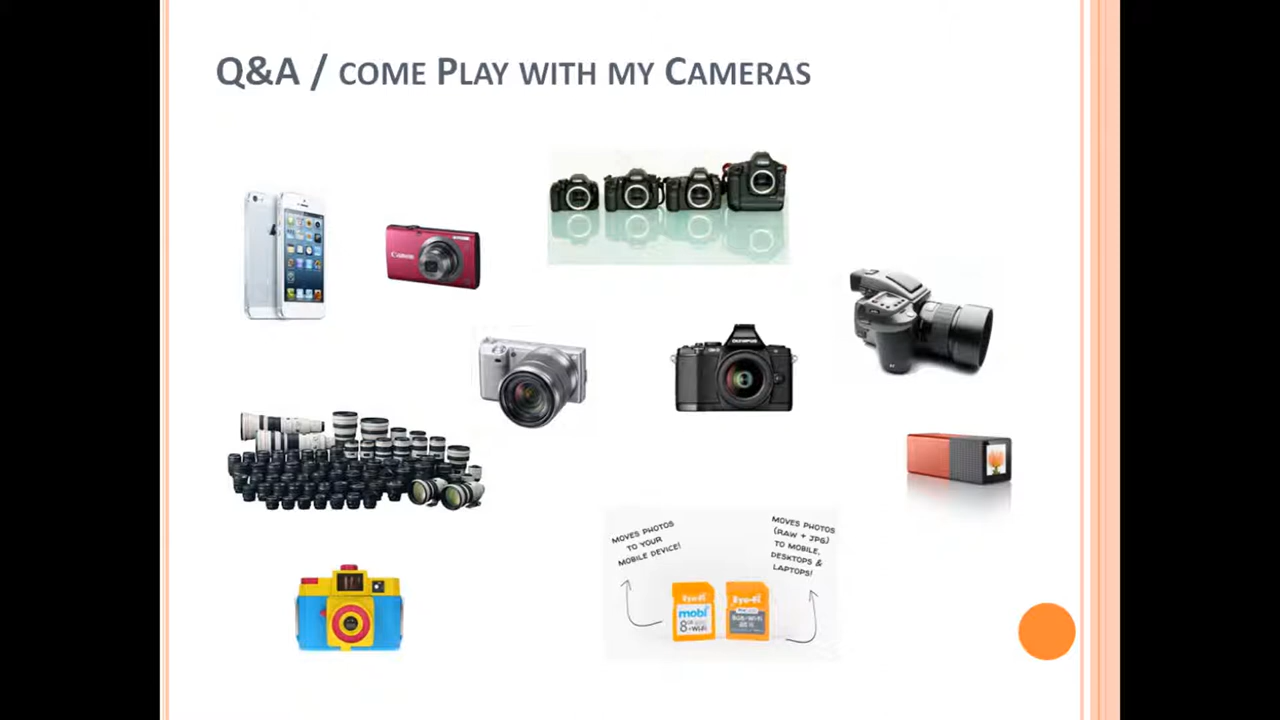 Q&A / COME PLAY WITH MY CAMERAS
Canon
OLYMPUS
MOVES PHOTOS
TO YOUR
MOBILE DEVICE!
MOVES PHOTOS
(RAW + JPG)
TO MOBILE,
DESKTOPS &
LAPTOPS!
Eye-Fi
mobi
8GB
+WiFi
Eye-Fi